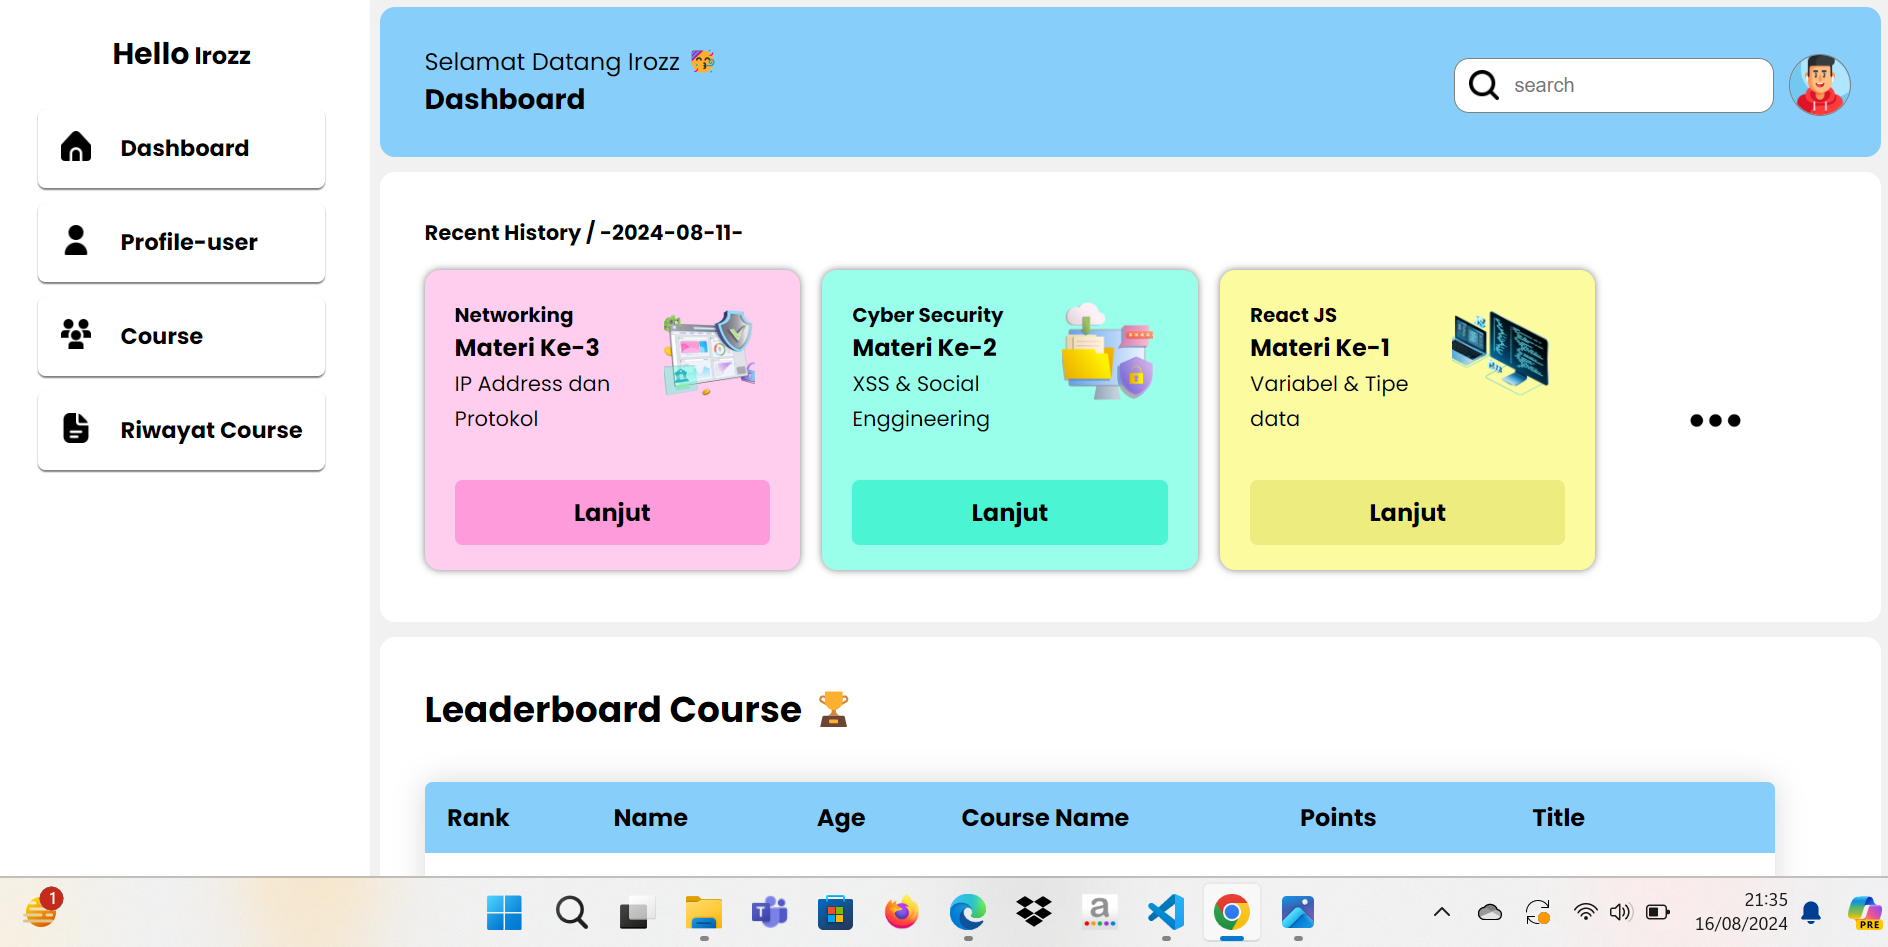 Hello Irozz
Dashboard
Profile-user
Course
Riwayat Course
Selamat Datang Irozz 🥳
Dashboard
search
Recent History / -2024-08-11-
Networking
Materi Ke-3
IP Address dan
Protokol
Lanjut
Cyber Security
Materi Ke-2
XSS & Social
Enggineering
Lanjut
React JS
Materi Ke-1
Variabel & Tipe
data
Lanjut
Leaderboard Course 🏆
Rank Name Age Course Name Points Title
1
a
21:35
16/08/2024
PRE